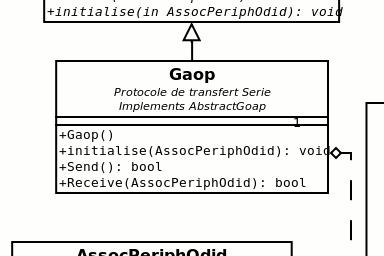 +initialise(in AssocPeriphOdid): void
Gaop
Protocole de transfert Serie
Implements AbstractGoap
1
+Gaop()
+initialise(AssocPeriphOdid): void
+Send(): bool
+Receive(AssocPeriphOdid): bool
AssocPeriphOdid